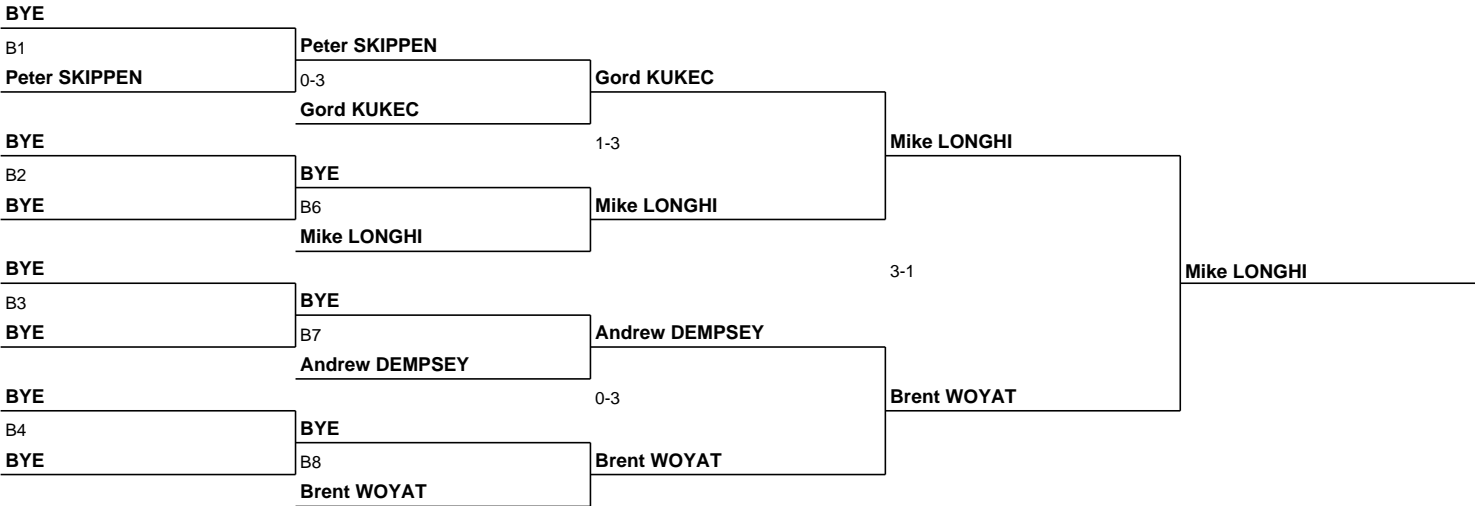 BYE
B1
Peter SKIPPEN
Peter SKIPPEN
0-3
Gord KUKEC
Gord KUKEC
BYE
1-3
Mike LONGHI
B2
BYE
BYE
B6
Mike LONGHI
Mike LONGHI
BYE
3-1
Mike LONGHI
B3
BYE
BYE
B7
Andrew DEMPSEY
Andrew DEMPSEY
BYE
0-3
Brent WOYAT
B4
BYE
BYE
B8
Brent WOYAT
Brent WOYAT